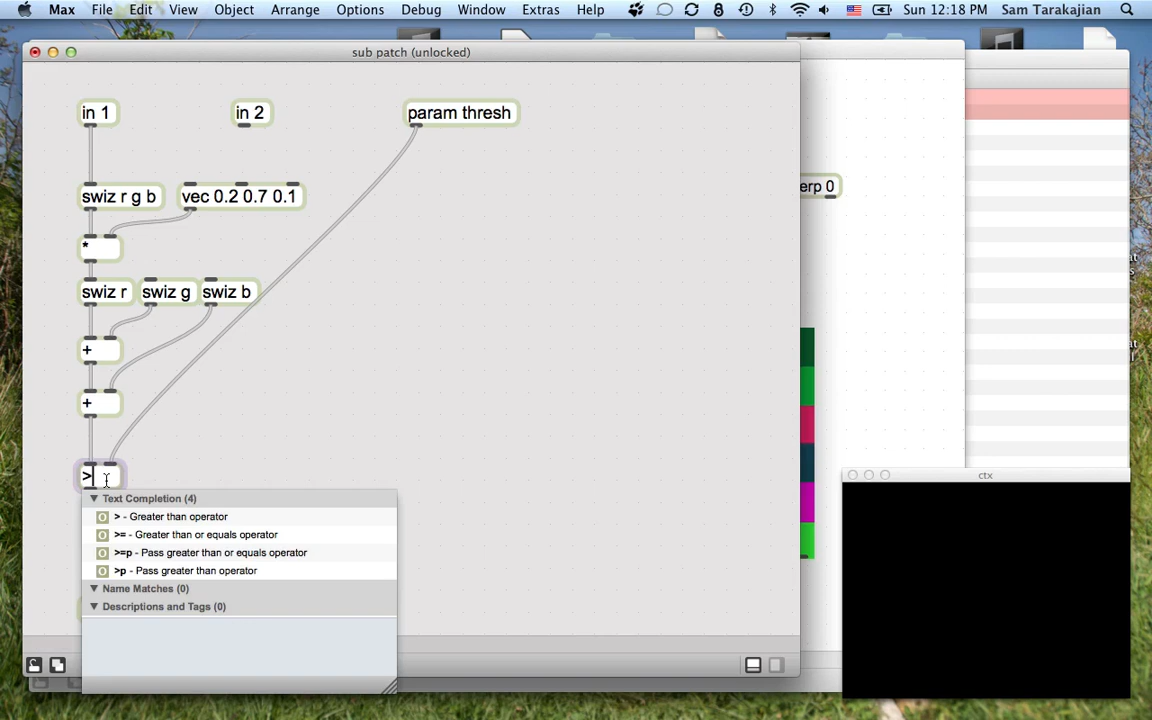 Max File Edit View Object Arrange Options Debug Window Extras Help Sun 12:18 PM Sam Tarakajian
sub patch (unlocked)
in 1 in 2 param thresh
swiz r g b vec 0.2 0.7 0.1 erp 0
*
swiz r swiz g swiz b
+
+
>
Text Completion (4)
> - Greater than operator
>= - Greater than or equals operator
>=p - Pass greater than or equals operator
>p - Pass greater than operator
Name Matches (0)
Descriptions and Tags (0)
ctx